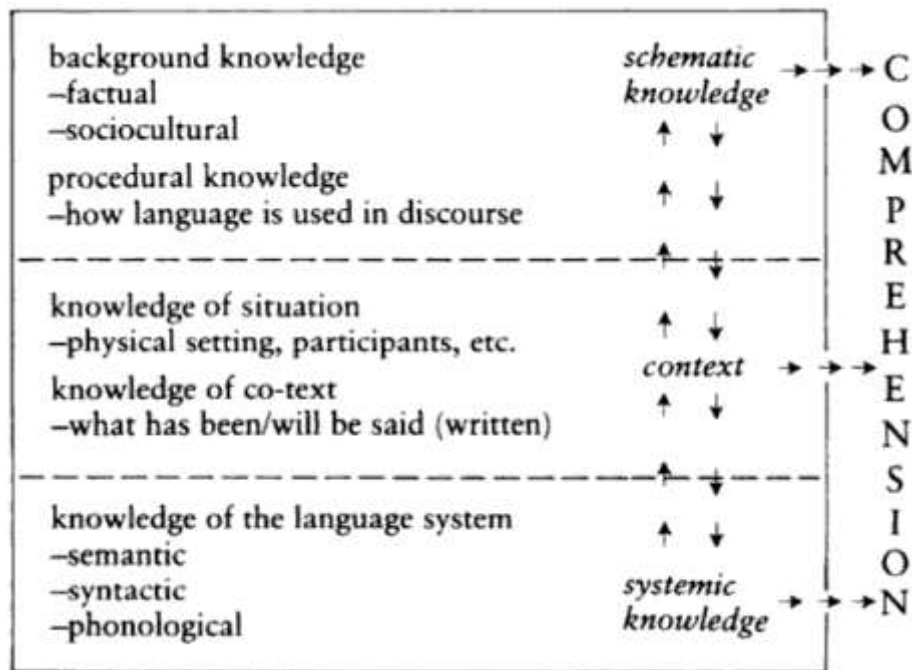 background knowledge
–factual
–sociocultural
procedural knowledge
–how language is used in discourse
schematic
knowledge
knowledge of situation
–physical setting, participants, etc.
knowledge of co-text
–what has been/will be said (written)
context
knowledge of the language system
–semantic
–syntactic
–phonological
systemic
knowledge
COMPREHENSION